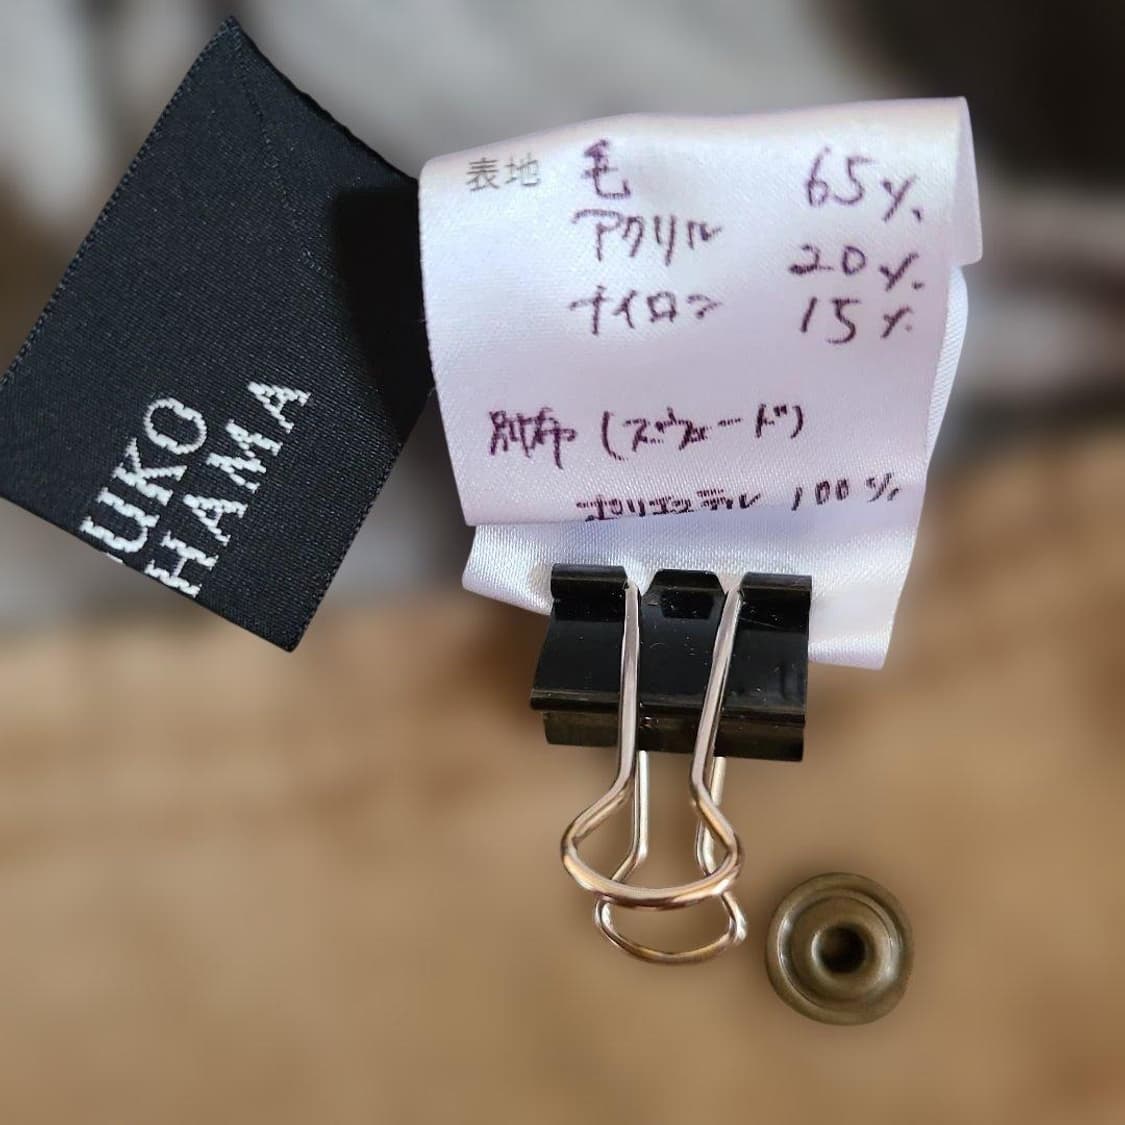 UKO
HAMA
表地 毛 65%
アクリル 20%
ナイロン 15%
別布(スウェード)
ポリエステル 100%